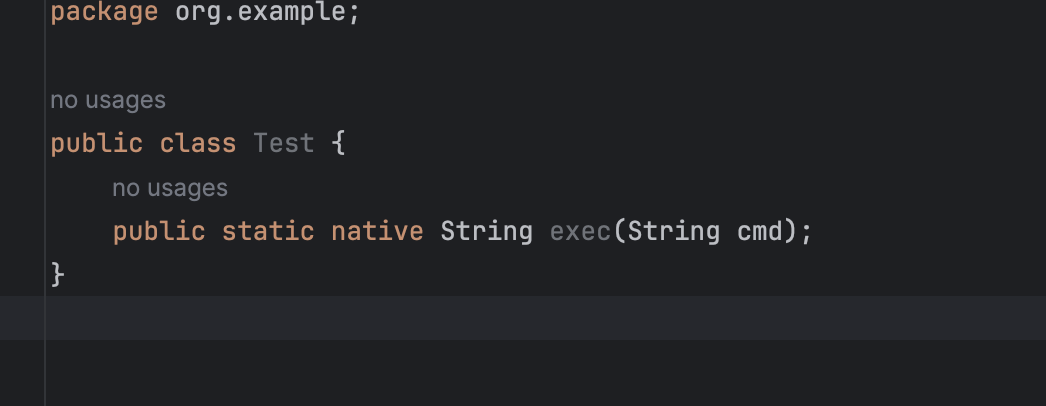 package org.example;
no usages
public class Test {
no usages
public static native String exec(String cmd);
}